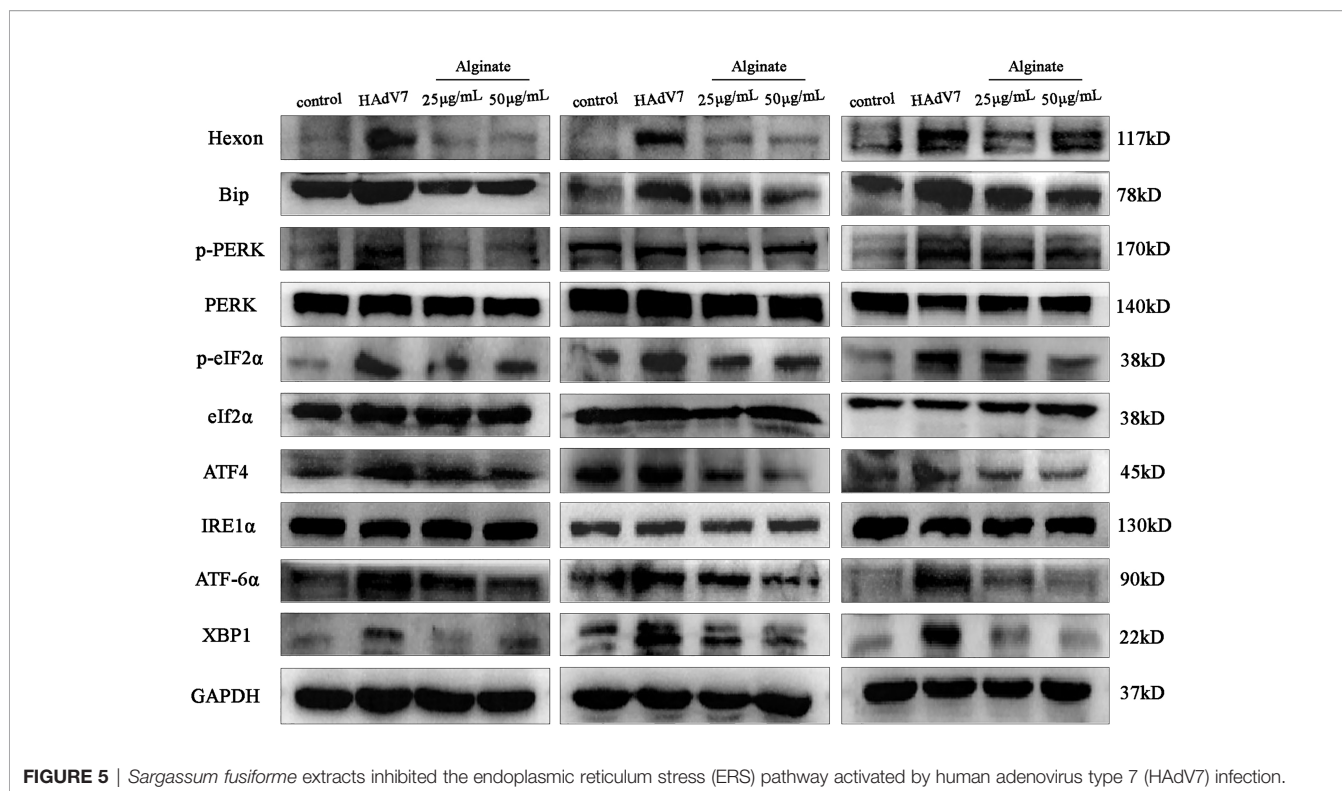 Alginate Alginate Alginate
control HAdV7 25μg/mL 50μg/mL control HAdV7 25μg/mL 50μg/mL control HAdV7 25μg/mL 50μg/mL
Hexon 117kD
Bip 78kD
p-PERK 170kD
PERK 140kD
p-eIF2α 38kD
eIf2α 38kD
ATF4 45kD
IRE1α 130kD
ATF-6α 90kD
XBP1 22kD
GAPDH 37kD
FIGURE 5 | Sargassum fusiforme extracts inhibited the endoplasmic reticulum stress (ERS) pathway activated by human adenovirus type 7 (HAdV7) infection.